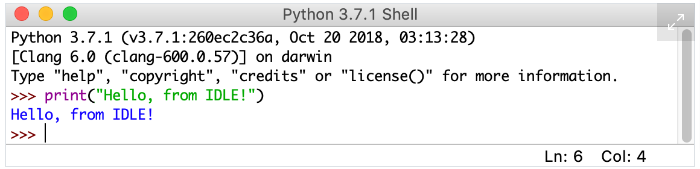 Python 3.7.1 Shell
Python 3.7.1 (v3.7.1:260ec2c36a, Oct 20 2018, 03:13:28)
[Clang 6.0 (clang-600.0.57)] on darwin
Type "help", "copyright", "credits" or "license()" for more information.
>>> print("Hello, from IDLE!")
Hello, from IDLE!
>>>
Ln: 6 Col: 4